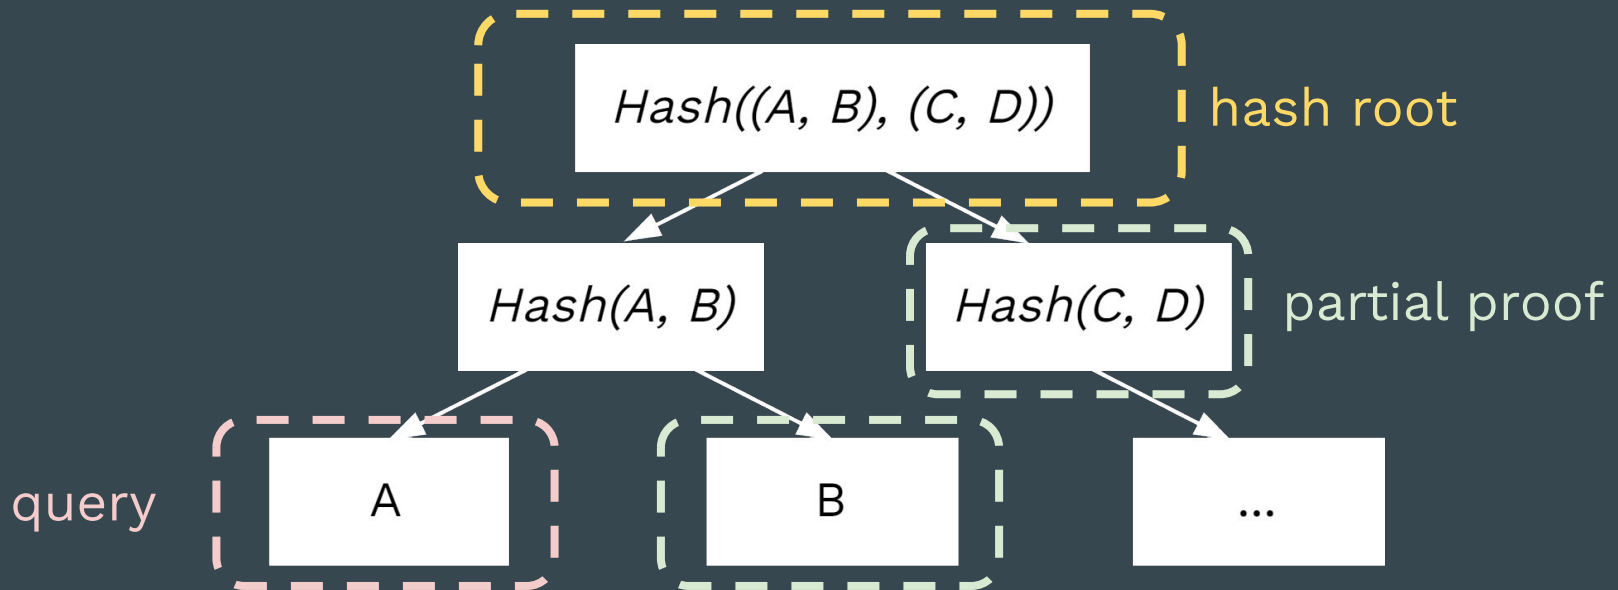 Hash((A, B), (C, D))
hash root
Hash(A, B)
Hash(C, D)
partial proof
query
A
B
...